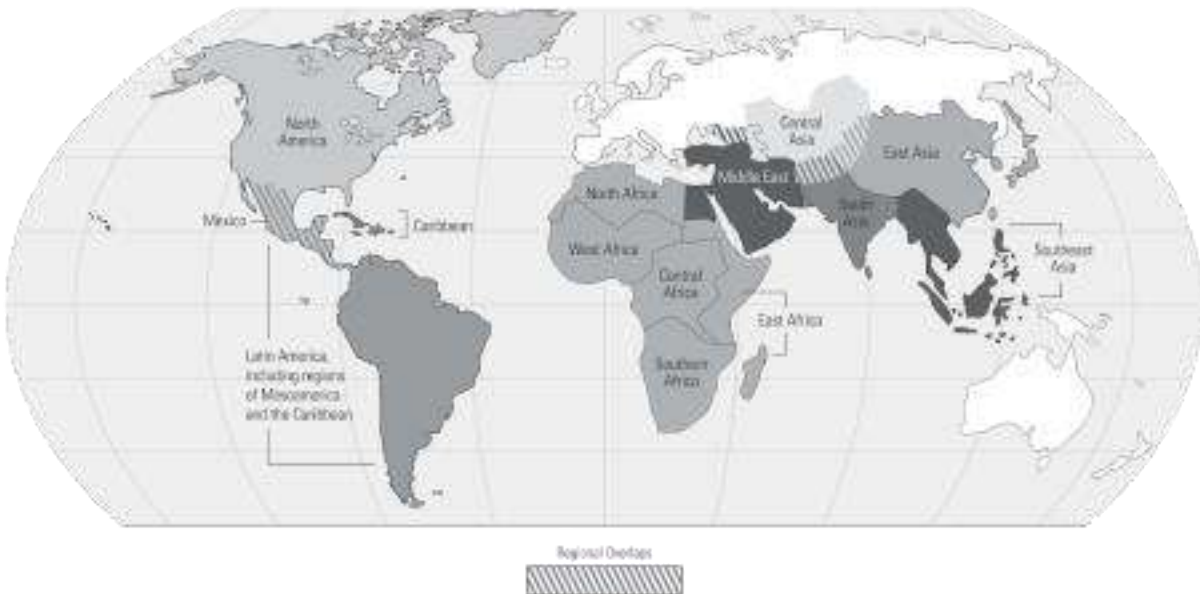 North
America
Central
Asia
East Asia
Middle East
North Africa
South
Asia
Mexico
Caribbean
West Africa
Southeast
Asia
Central
Africa
East Africa
Latin America,
including regions
of Mesoamerica
and the Caribbean
Southern
Africa
Regional Overlaps